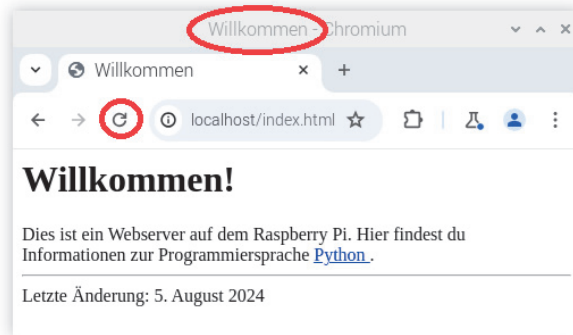 Willkommen - Chromium
Willkommen
localhost/index.html
Willkommen!
Dies ist ein Webserver auf dem Raspberry Pi. Hier findest du
Informationen zur Programmiersprache Python .
Letzte Änderung: 5. August 2024